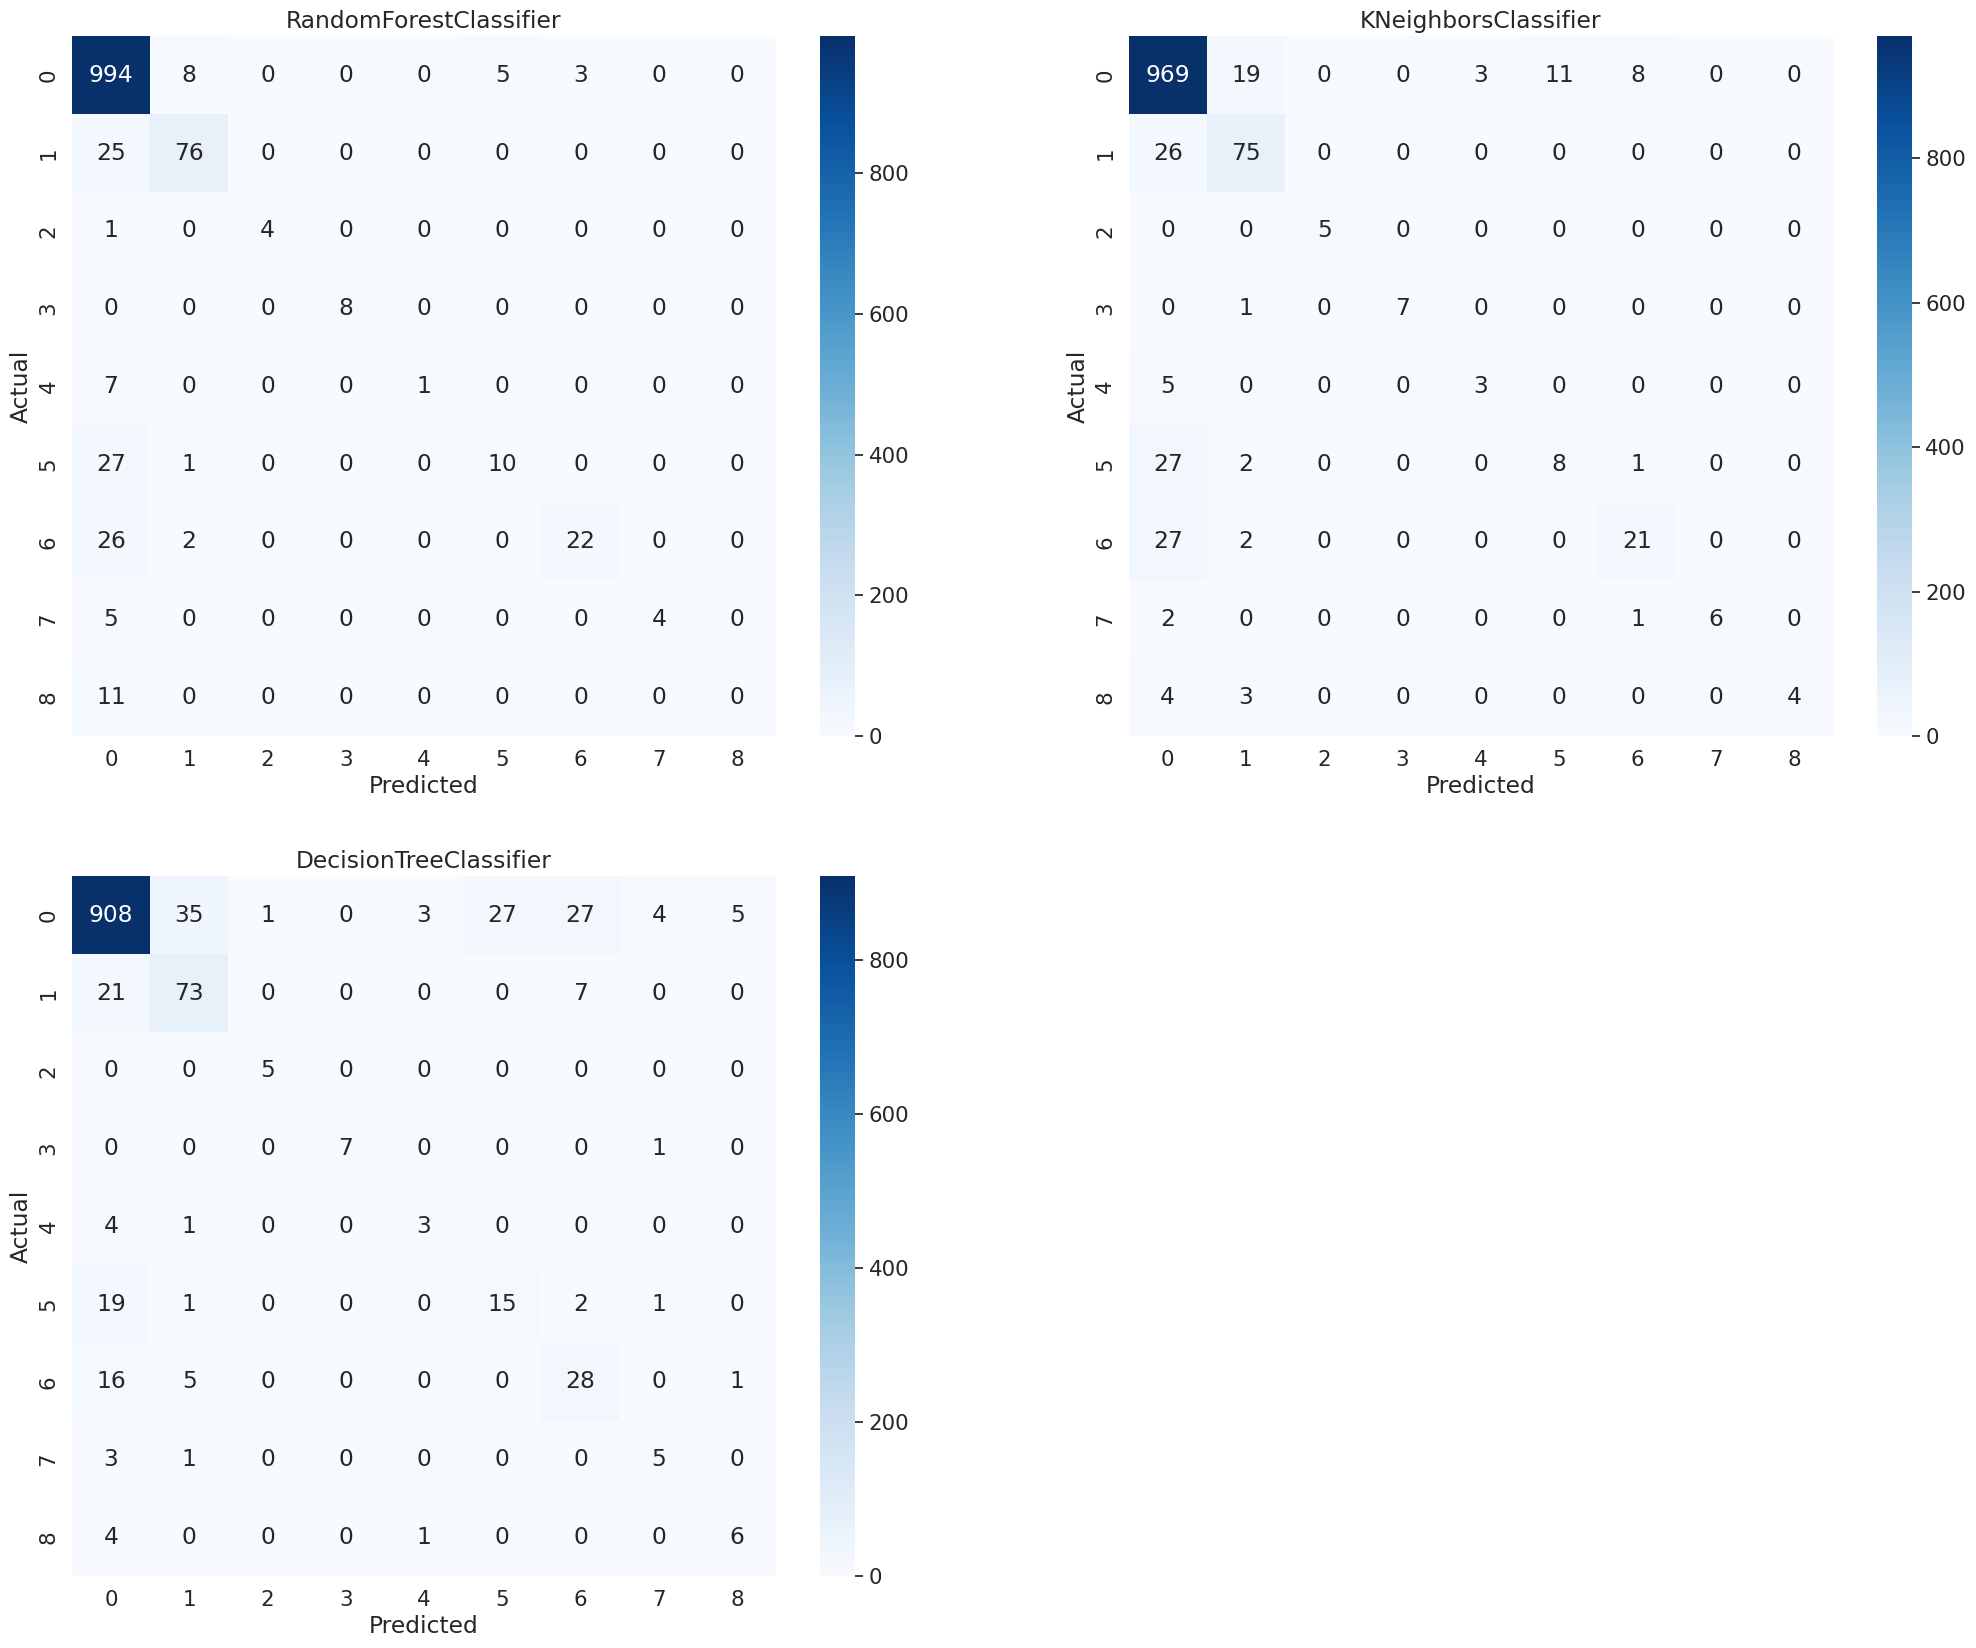 RandomForestClassifier
0 994 8 0 0 0 5 3 0 0
1 25 76 0 0 0 0 0 0 0
2 1 0 4 0 0 0 0 0 0
3 0 0 0 8 0 0 0 0 0
4 7 0 0 0 1 0 0 0 0
5 27 1 0 0 0 10 0 0 0
6 26 2 0 0 0 0 22 0 0
7 5 0 0 0 0 0 0 4 0
8 11 0 0 0 0 0 0 0 0
0 1 2 3 4 5 6 7 8
Predicted
Actual
800
600
400
200
0
KNeighborsClassifier
0 969 19 0 0 3 11 8 0 0
1 26 75 0 0 0 0 0 0 0
2 0 0 5 0 0 0 0 0 0
3 0 1 0 7 0 0 0 0 0
4 5 0 0 0 3 0 0 0 0
5 27 2 0 0 0 8 1 0 0
6 27 2 0 0 0 0 21 0 0
7 2 0 0 0 0 0 1 6 0
8 4 3 0 0 0 0 0 0 4
0 1 2 3 4 5 6 7 8
Predicted
Actual
800
600
400
200
0
DecisionTreeClassifier
0 908 35 1 0 3 27 27 4 5
1 21 73 0 0 0 0 7 0 0
2 0 0 5 0 0 0 0 0 0
3 0 0 0 7 0 0 0 1 0
4 4 1 0 0 3 0 0 0 0
5 19 1 0 0 0 15 2 1 0
6 16 5 0 0 0 0 28 0 1
7 3 1 0 0 0 0 0 5 0
8 4 0 0 0 1 0 0 0 6
0 1 2 3 4 5 6 7 8
Predicted
Actual
800
600
400
200
0